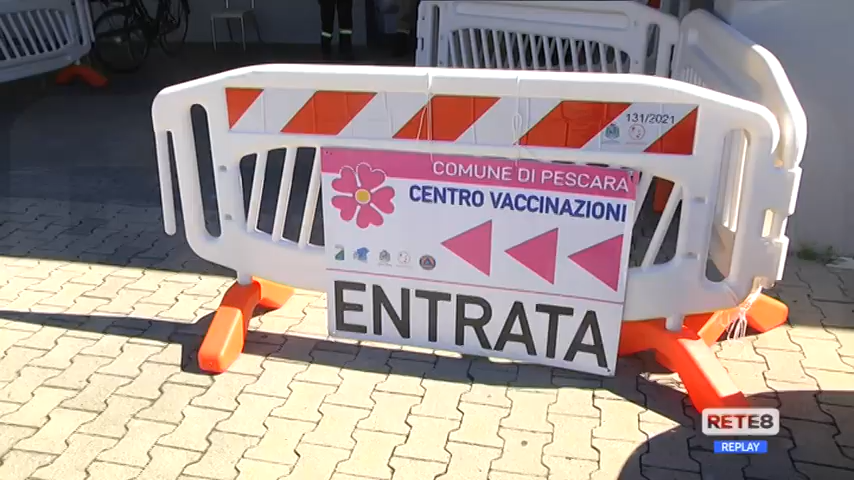 131/2021
COMUNE DI PESCARA
CENTRO VACCINAZIONI
ENTRATA
RETE8
REPLAY